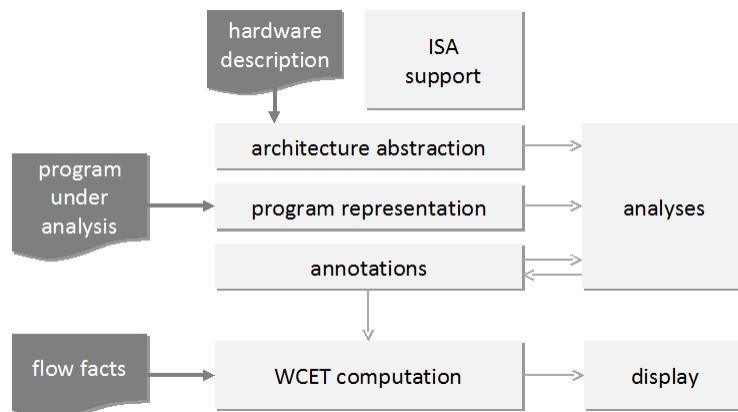 hardware
description
ISA
support
architecture abstraction
program
under
analysis
program representation
analyses
annotations
flow facts
WCET computation
display